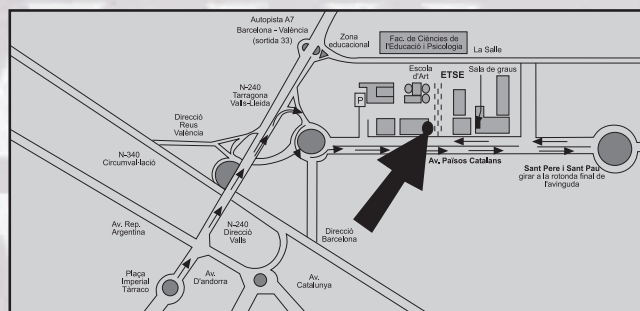 Autopista A7
Barcelona - València
(sortida 33)
Zona
educacional
Fac. de Ciències de
l'Educació i Psicologia
La Salle
Escola
d'Art
ETSE
Sala de graus
N-240
Tarragona
Valls-Lleida
P
Direcció
Reus
València
N-340
Circumval·lació
Av. Països Catalans
Sant Pere i Sant Pau
girar a la rotonda final de
l'avinguda
Av. Rep.
Argentina
N-240
Direcció
Valls
Direcció
Barcelona
Plaça
Imperial
Tàrraco
Av.
D'andorra
Av.
Catalunya